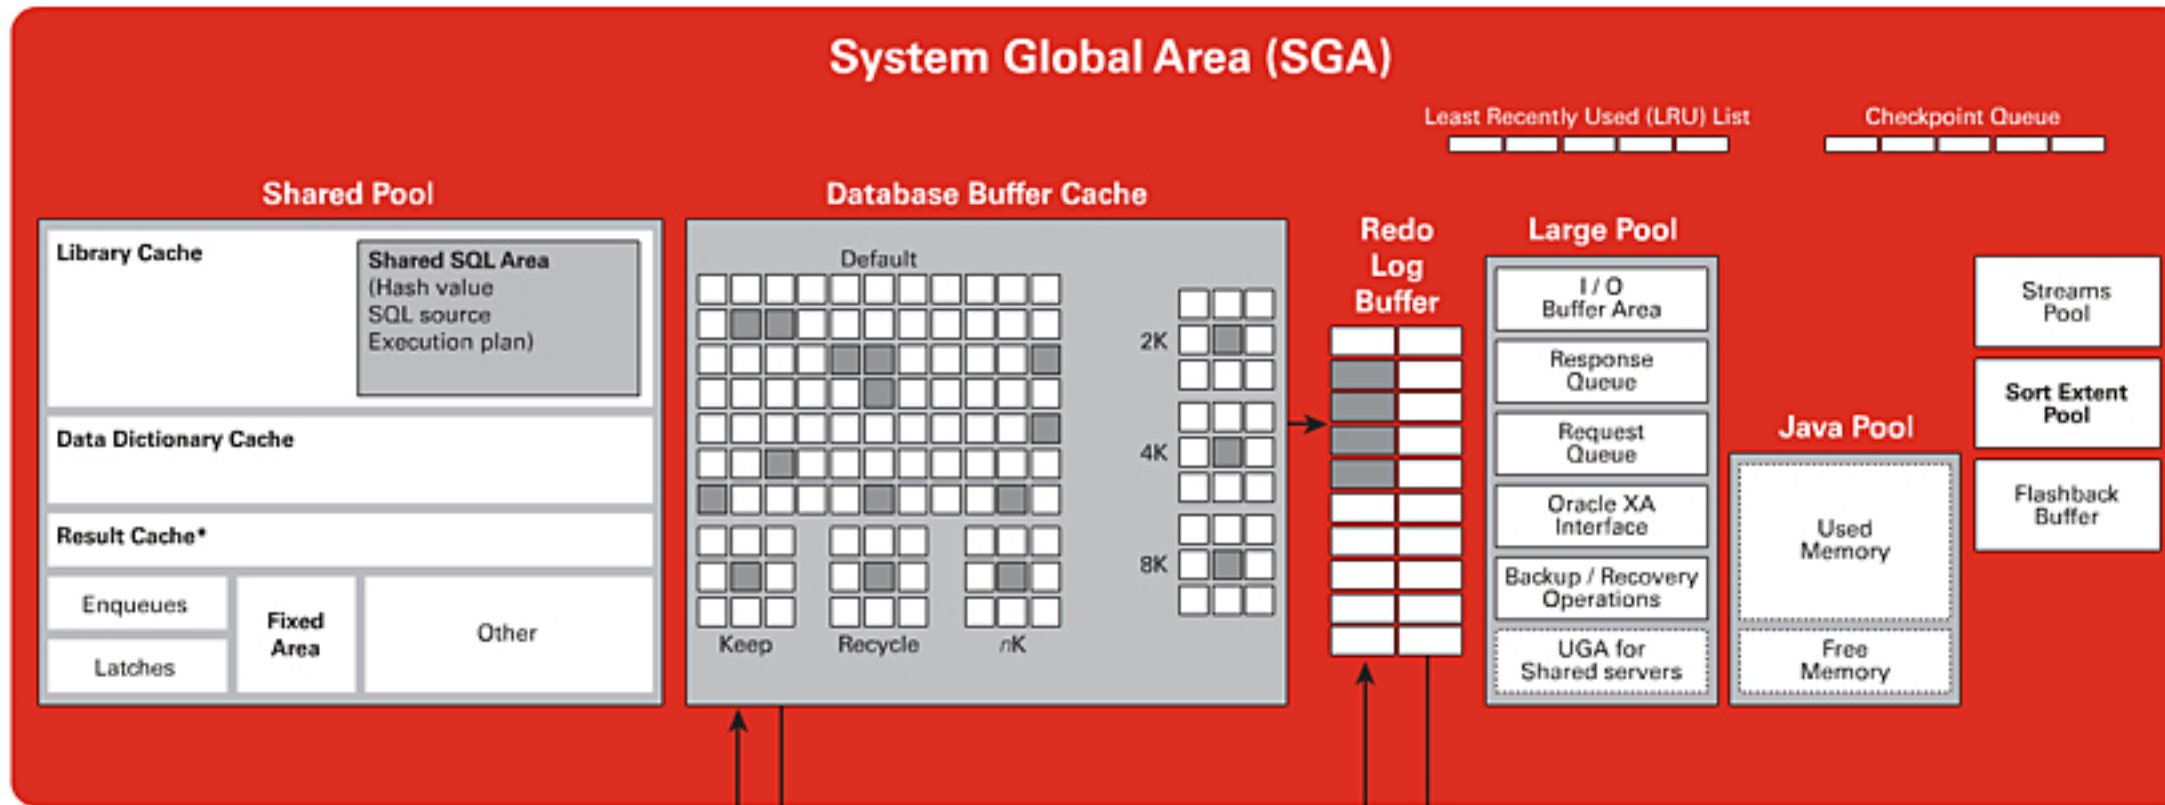 System Global Area (SGA)
Least Recently Used (LRU) List
Checkpoint Queue
Shared Pool
Library Cache
Shared SQL Area
(Hash value
SQL source
Execution plan)
Data Dictionary Cache
Result Cache*
Enqueues
Latches
Fixed
Area
Other
Database Buffer Cache
Default
2K
4K
8K
Keep
Recycle
nK
Redo
Log
Buffer
Large Pool
I / O
Buffer Area
Response
Queue
Request
Queue
Oracle XA
Interface
Backup / Recovery
Operations
UGA for
Shared servers
Java Pool
Used
Memory
Free
Memory
Streams
Pool
Sort Extent
Pool
Flashback
Buffer